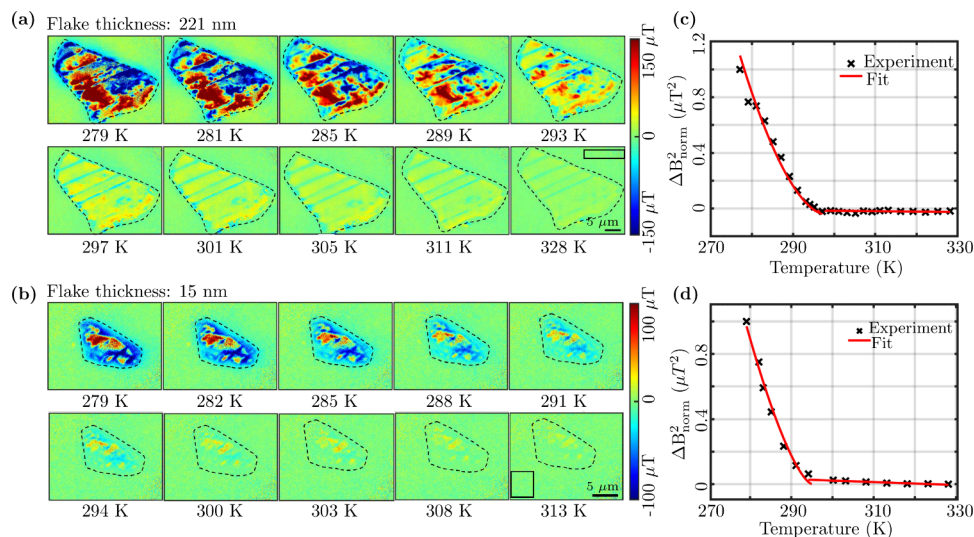 (a) Flake thickness: 221 nm
279 K 281 K 285 K 289 K 293 K
297 K 301 K 305 K 311 K 328 K
5 μm
150 μT
0
-150 μT
(b) Flake thickness: 15 nm
279 K 282 K 285 K 288 K 291 K
294 K 300 K 303 K 308 K 313 K
5 μm
100 μT
0
-100 μT
(c)
1.2
0.8
0.4
0
ΔB²norm (μT²)
× Experiment
Fit
270 290 310 330
Temperature (K)
(d)
0.8
0.4
0
ΔB²norm (μT²)
× Experiment
Fit
270 290 310 330
Temperature (K)